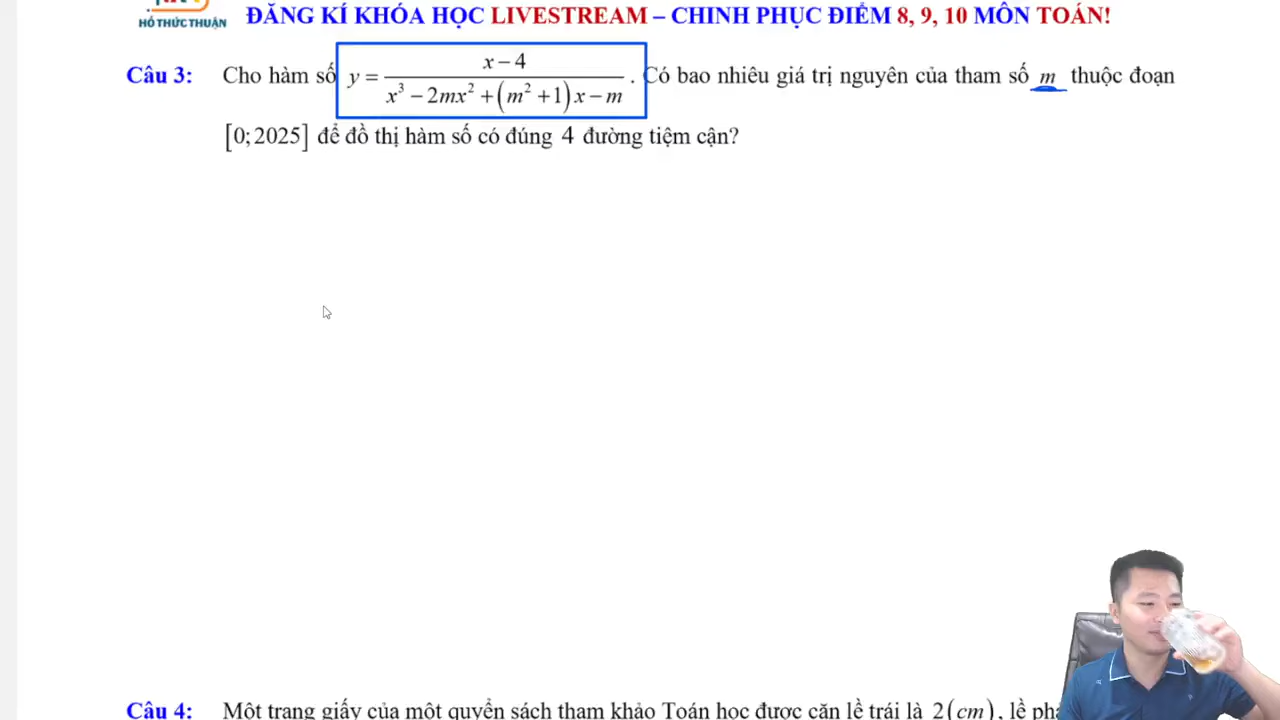 HỒ THỨC THUẬN
ĐĂNG KÍ KHÓA HỌC LIVESTREAM – CHINH PHỤC ĐIỂM 8, 9, 10 MÔN TOÁN!
Câu 3: Cho hàm số y = (x − 4)/(x³ − 2mx² + (m² + 1)x − m) . Có bao nhiêu giá trị nguyên của tham số m thuộc đoạn
[0; 2025] để đồ thị hàm số có đúng 4 đường tiệm cận?
Câu 4: Một trang giấy của một quyển sách tham khảo Toán học được căn lề trái là 2(cm), lề